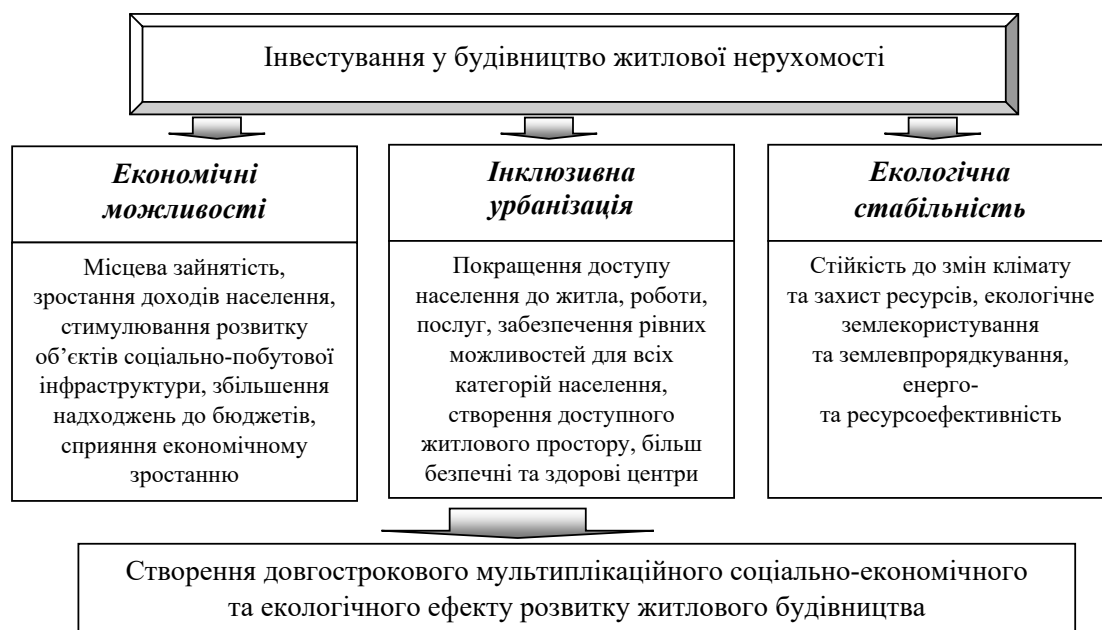 Інвестування у будівництво житлової нерухомості
Економічні
можливості
Місцева зайнятість,
зростання доходів населення,
стимулювання розвитку
об’єктів соціально-побутової
інфраструктури, збільшення
надходжень до бюджетів,
сприяння економічному
зростанню
Інклюзивна
урбанізація
Покращення доступу
населення до житла, роботи,
послуг, забезпечення рівних
можливостей для всіх
категорій населення,
створення доступного
житлового простору, більш
безпечні та здорові центри
Екологічна
стабільність
Стійкість до змін клімату
та захист ресурсів, екологічне
землекористування
та землевпрорядкування,
енерго-
та ресурсоефективність
Створення довгострокового мультиплікаційного соціально-економічного
та екологічного ефекту розвитку житлового будівництва